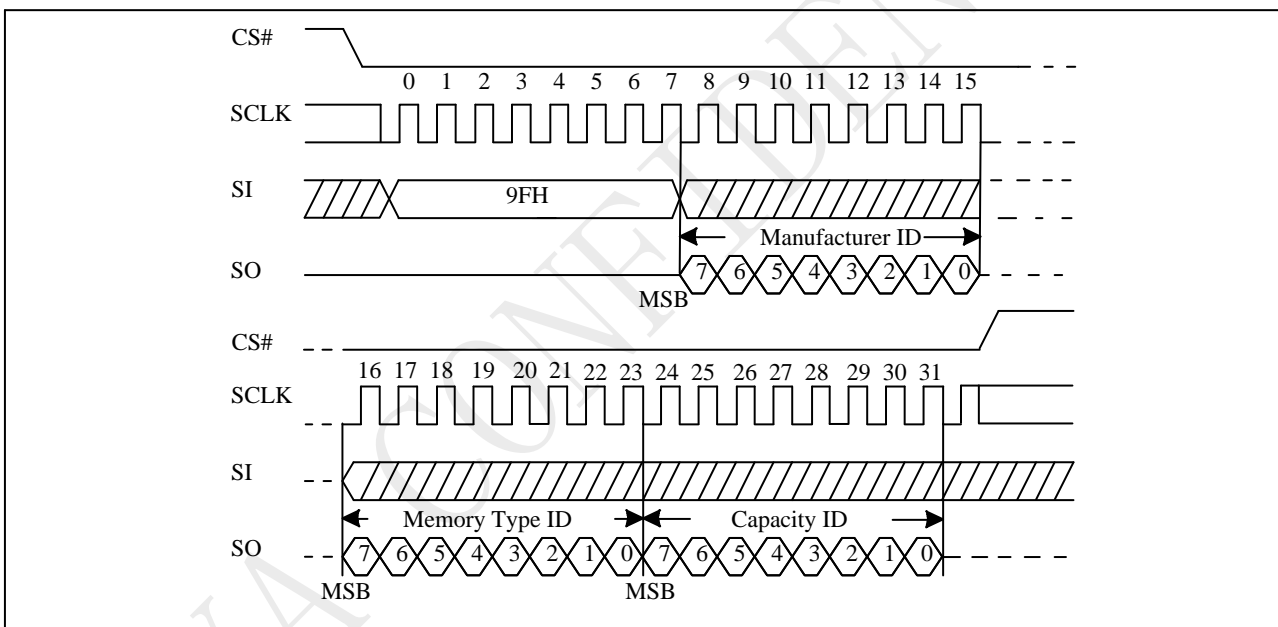 CS#
0 1 2 3 4 5 6 7 8 9 10 11 12 13 14 15
SCLK
SI 9FH
Manufacturer ID
SO 7 6 5 4 3 2 1 0
MSB
CS#
16 17 18 19 20 21 22 23 24 25 26 27 28 29 30 31
SCLK
SI
Memory Type ID Capacity ID
SO 7 6 5 4 3 2 1 0 7 6 5 4 3 2 1 0
MSB MSB